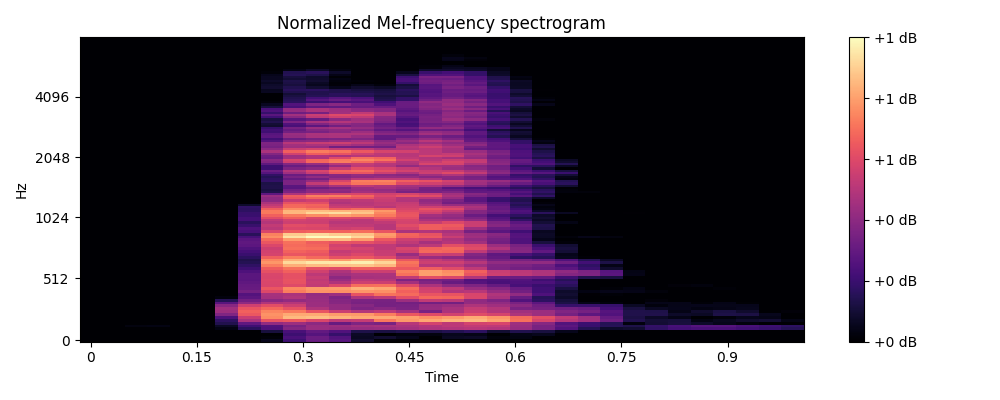 Normalized Mel-frequency spectrogram
Hz
4096
2048
1024
512
0
0 0.15 0.3 0.45 0.6 0.75 0.9
Time
+1 dB
+1 dB
+1 dB
+0 dB
+0 dB
+0 dB